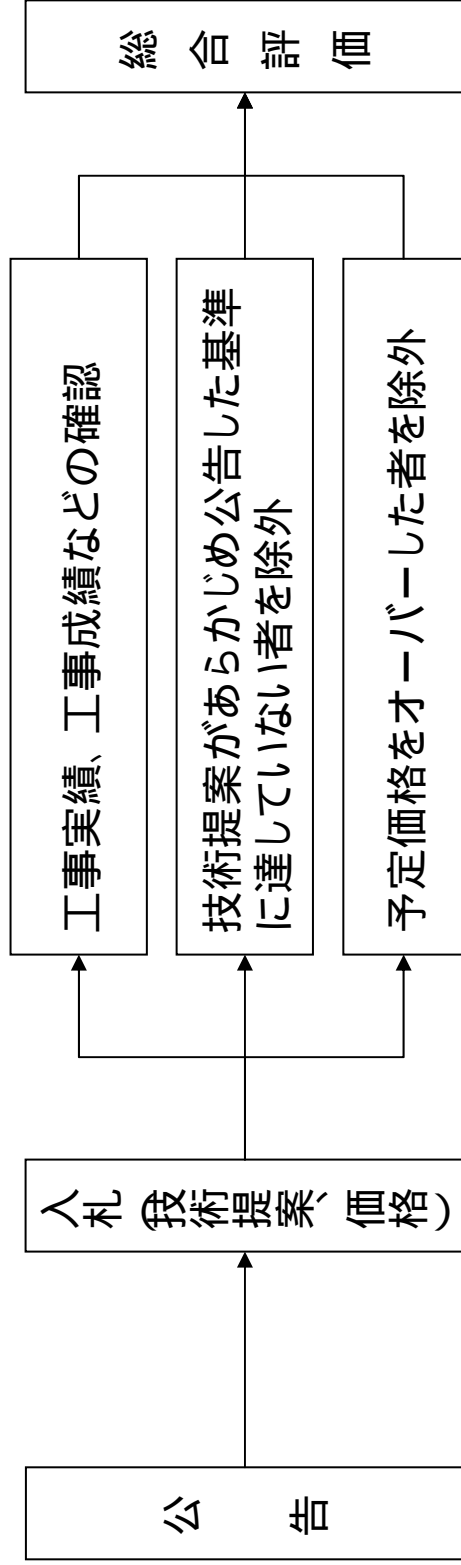 公告
入札（技術提案、価格）
工事実績、工事成績などの確認
技術提案があらかじめ公告した基準
に達していない者を除外
予定価格をオーバーした者を除外
総合評価